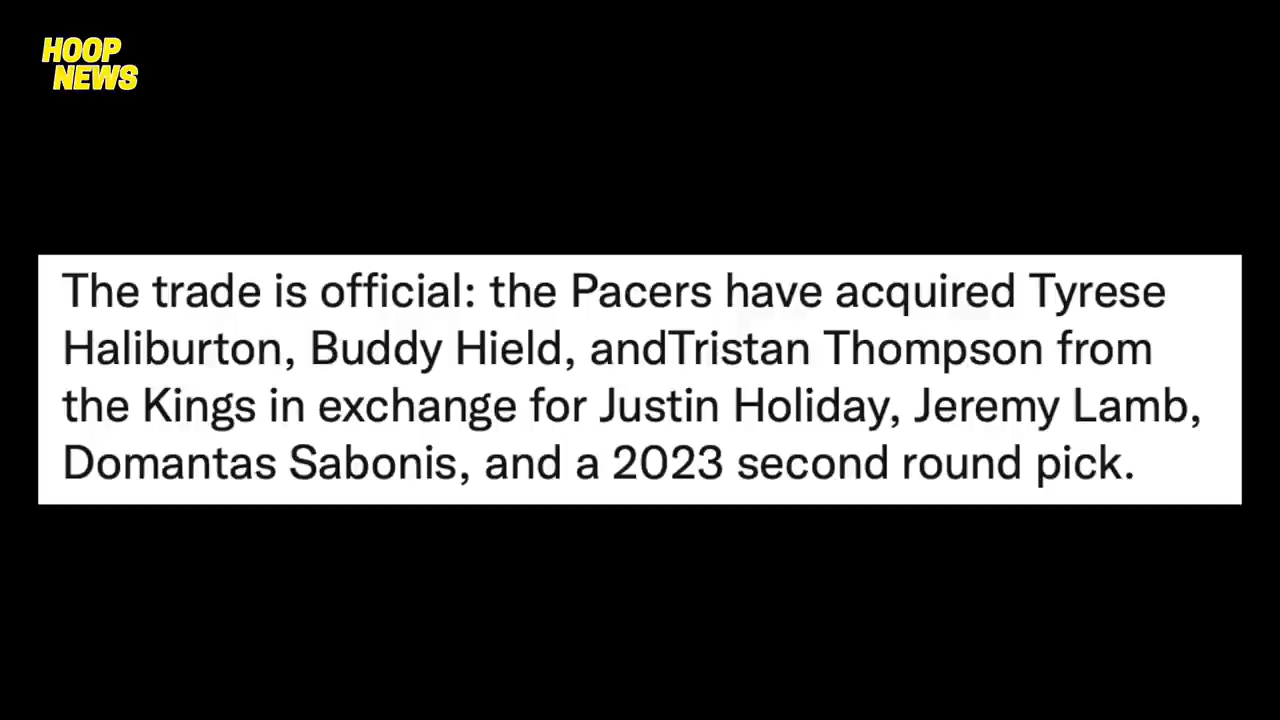 HOOP
NEWS
The trade is official: the Pacers have acquired Tyrese
Haliburton, Buddy Hield, andTristan Thompson from
the Kings in exchange for Justin Holiday, Jeremy Lamb,
Domantas Sabonis, and a 2023 second round pick.